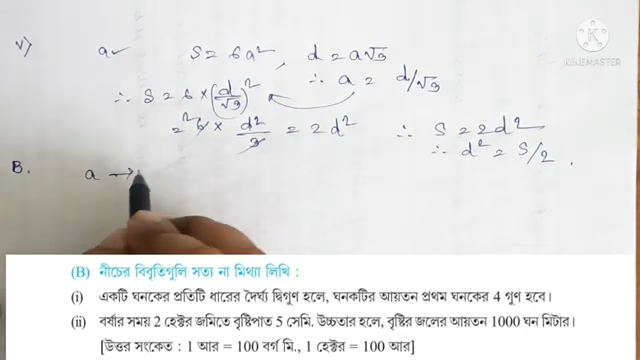 v) a✓ S = 6a², d = a√3
∴ a = d/√3
∴ S = 6 × (d/√3)²
= 6 × d²/3 = 2d² ∴ S = 2d²
∴ d² = S/2.
B. a →
KINEMASTER
(B) নীচের বিবৃতিগুলি সত্য না মিথ্যা লিখি :
(i) একটি ঘনকের প্রতিটি ধারের দৈর্ঘ্য দ্বিগুণ হলে, ঘনকটির আয়তন প্রথম ঘনকের 4 গুণ হবে।
(ii) বর্ষার সময় 2 হেক্টর জমিতে বৃষ্টিপাত 5 সেমি. উচ্চতার হলে, বৃষ্টির জলের আয়তন 1000 ঘন মিটার।
[উত্তর সংকেত : 1 আর = 100 বর্গ মি., 1 হেক্টর = 100 আর]